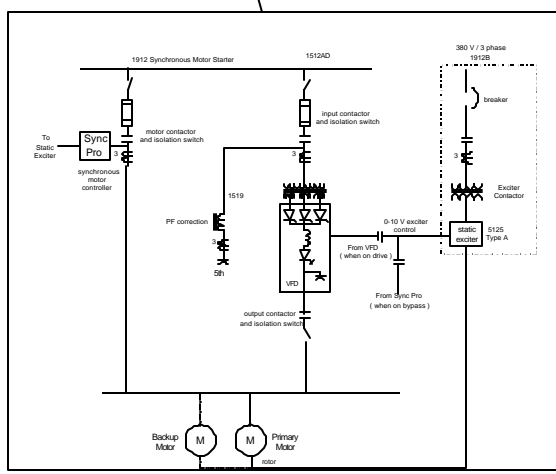 380 V / 3 phase
1912B
1912 Synchronous Motor Starter
1512AD
breaker
input contactor
and isolation switch
motor contactor
and isolation switch
To
Static
Exciter
Sync
Pro
3
3
3
synchronous
motor
controller
1519
Exciter
Contactor
PF correction
0-10 V exciter
control
static
exciter
5125
Type A
3
5th
From VFD
( when on drive )
VFD
From Sync Pro
( when on bypass )
output contactor
and isolation switch
Backup
Motor
M
M
Primary
Motor
rotor